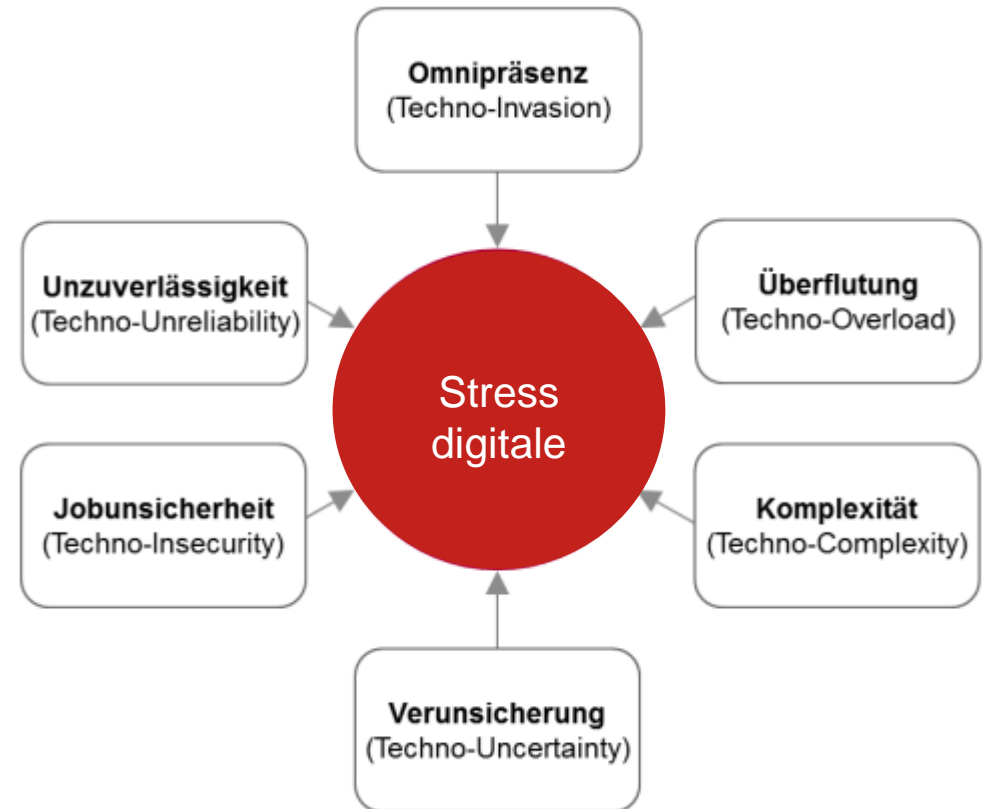 Omnipräsenz
(Techno-Invasion)
Unzuverlässigkeit
(Techno-Unreliability)
Überflutung
(Techno-Overload)
Stress
digitale
Jobunsicherheit
(Techno-Insecurity)
Komplexität
(Techno-Complexity)
Verunsicherung
(Techno-Uncertainty)